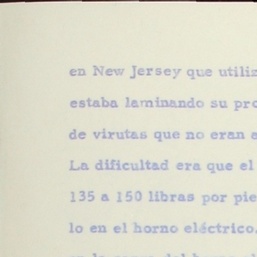 en New Jersey que utiliz
estaba laminando su pro
de virutas que no eran a
La dificultad era que el
135 a 150 libras por pie
lo en el horno eléctrico.